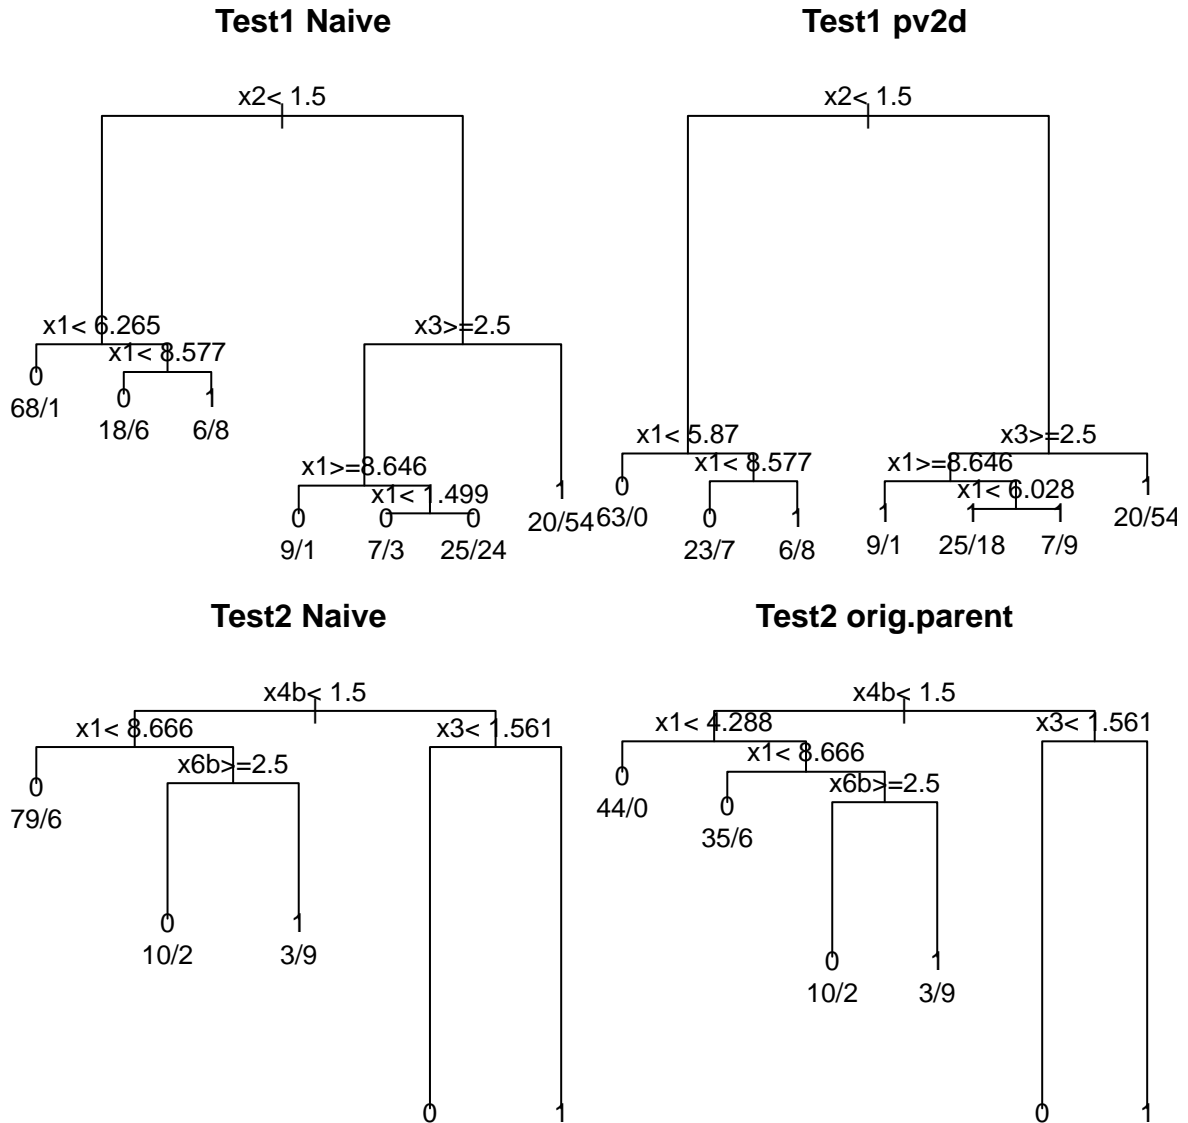 Test1 Naive
x2< 1.5
x1< 6.265
x3>=2.5
x1< 8.577
0
0
1
68/1
18/6
6/8
x1>=8.646
x1< 1.499
1
0
0
0
20/54
9/1
7/3
25/24
Test1 pv2d
x2< 1.5
x1< 5.87
x3>=2.5
x1< 8.577
x1>=8.646
x1< 6.028
0
1
63/0
20/54
0
1
1
1
1
23/7
6/8
9/1
25/18
7/9
Test2 Naive
x4b< 1.5
x1< 8.666
x3< 1.561
x6b>=2.5
0
79/6
0
1
10/2
3/9
0
1
Test2 orig.parent
x4b< 1.5
x1< 4.288
x3< 1.561
x1< 8.666
x6b>=2.5
0
44/0
0
35/6
0
1
10/2
3/9
0
1